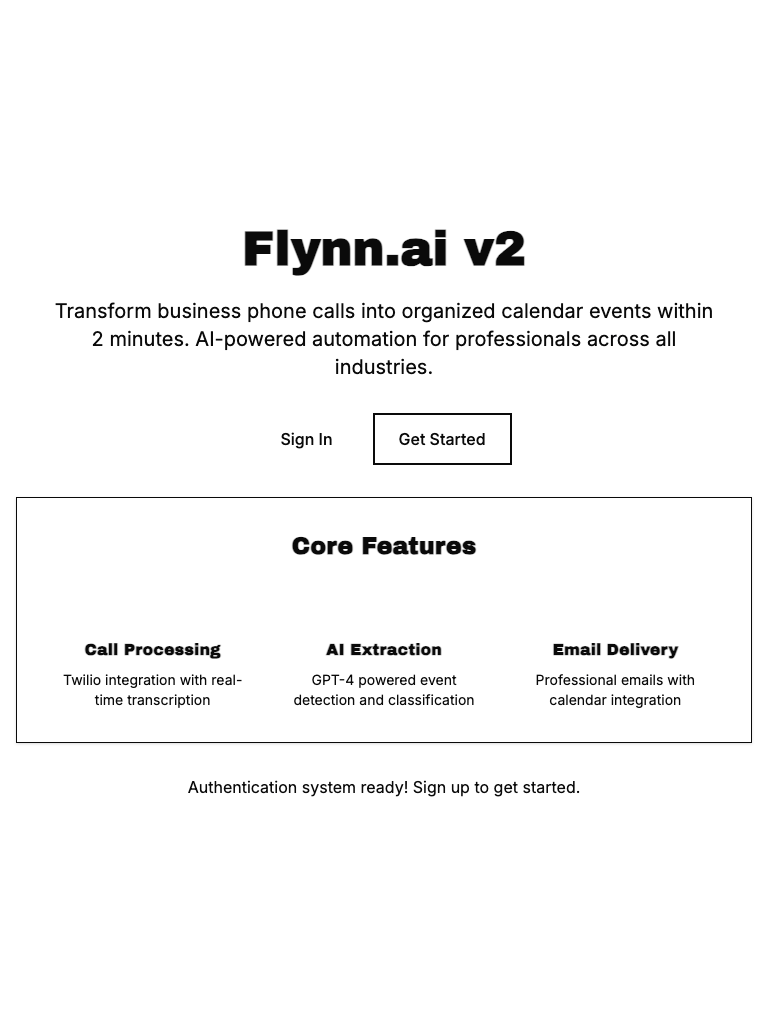 Flynn.ai v2
Transform business phone calls into organized calendar events within
2 minutes. AI-powered automation for professionals across all
industries.
Sign In
Get Started
Core Features
Call Processing
Twilio integration with real-
time transcription
AI Extraction
GPT-4 powered event
detection and classification
Email Delivery
Professional emails with
calendar integration
Authentication system ready! Sign up to get started.